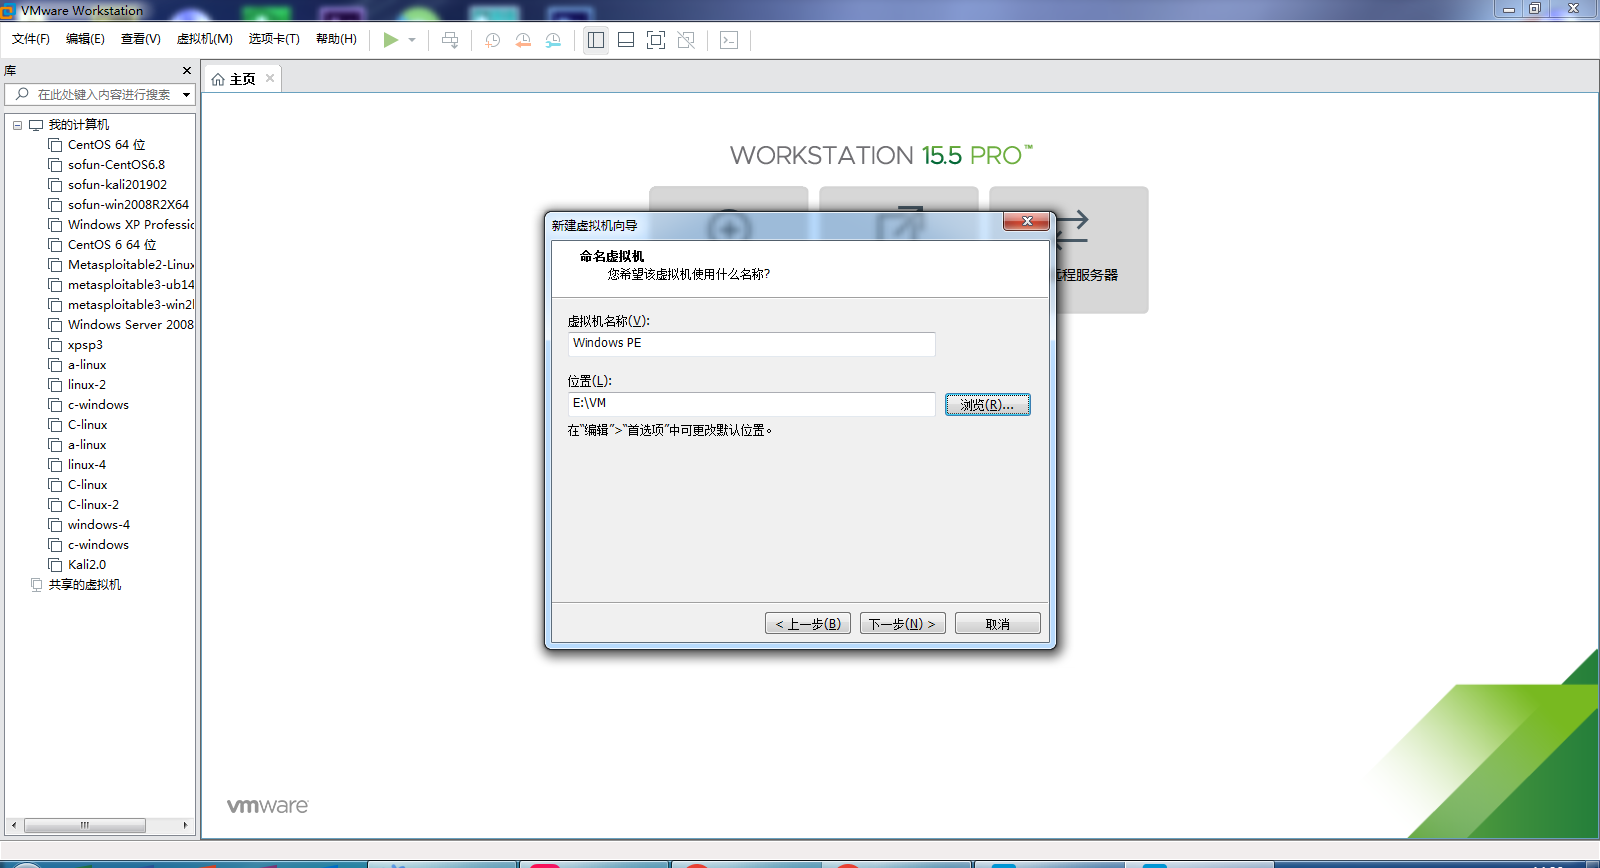 VMware Workstation
文件(F) 编辑(E) 查看(V) 虚拟机(M) 选项卡(T) 帮助(H)
库
在此处键入内容进行搜索
我的计算机
CentOS 64 位
sofun-CentOS6.8
sofun-kali201902
sofun-win2008R2X64
Windows XP Professic
CentOS 6 64 位
Metasploitable2-Linux
metasploitable3-ub14
metasploitable3-win2
Windows Server 2008
xpsp3
a-linux
linux-2
c-windows
C-linux
a-linux
linux-4
C-linux
C-linux-2
windows-4
c-windows
Kali2.0
共享的虚拟机
主页
WORKSTATION 15.5 PRO™
程服务器
新建虚拟机向导
命名虚拟机
您希望该虚拟机使用什么名称?
虚拟机名称(V):
Windows PE
位置(L):
E:\VM
浏览(R)...
在“编辑”>“首选项”中可更改默认位置。
< 上一步(B) 下一步(N) > 取消
vmware